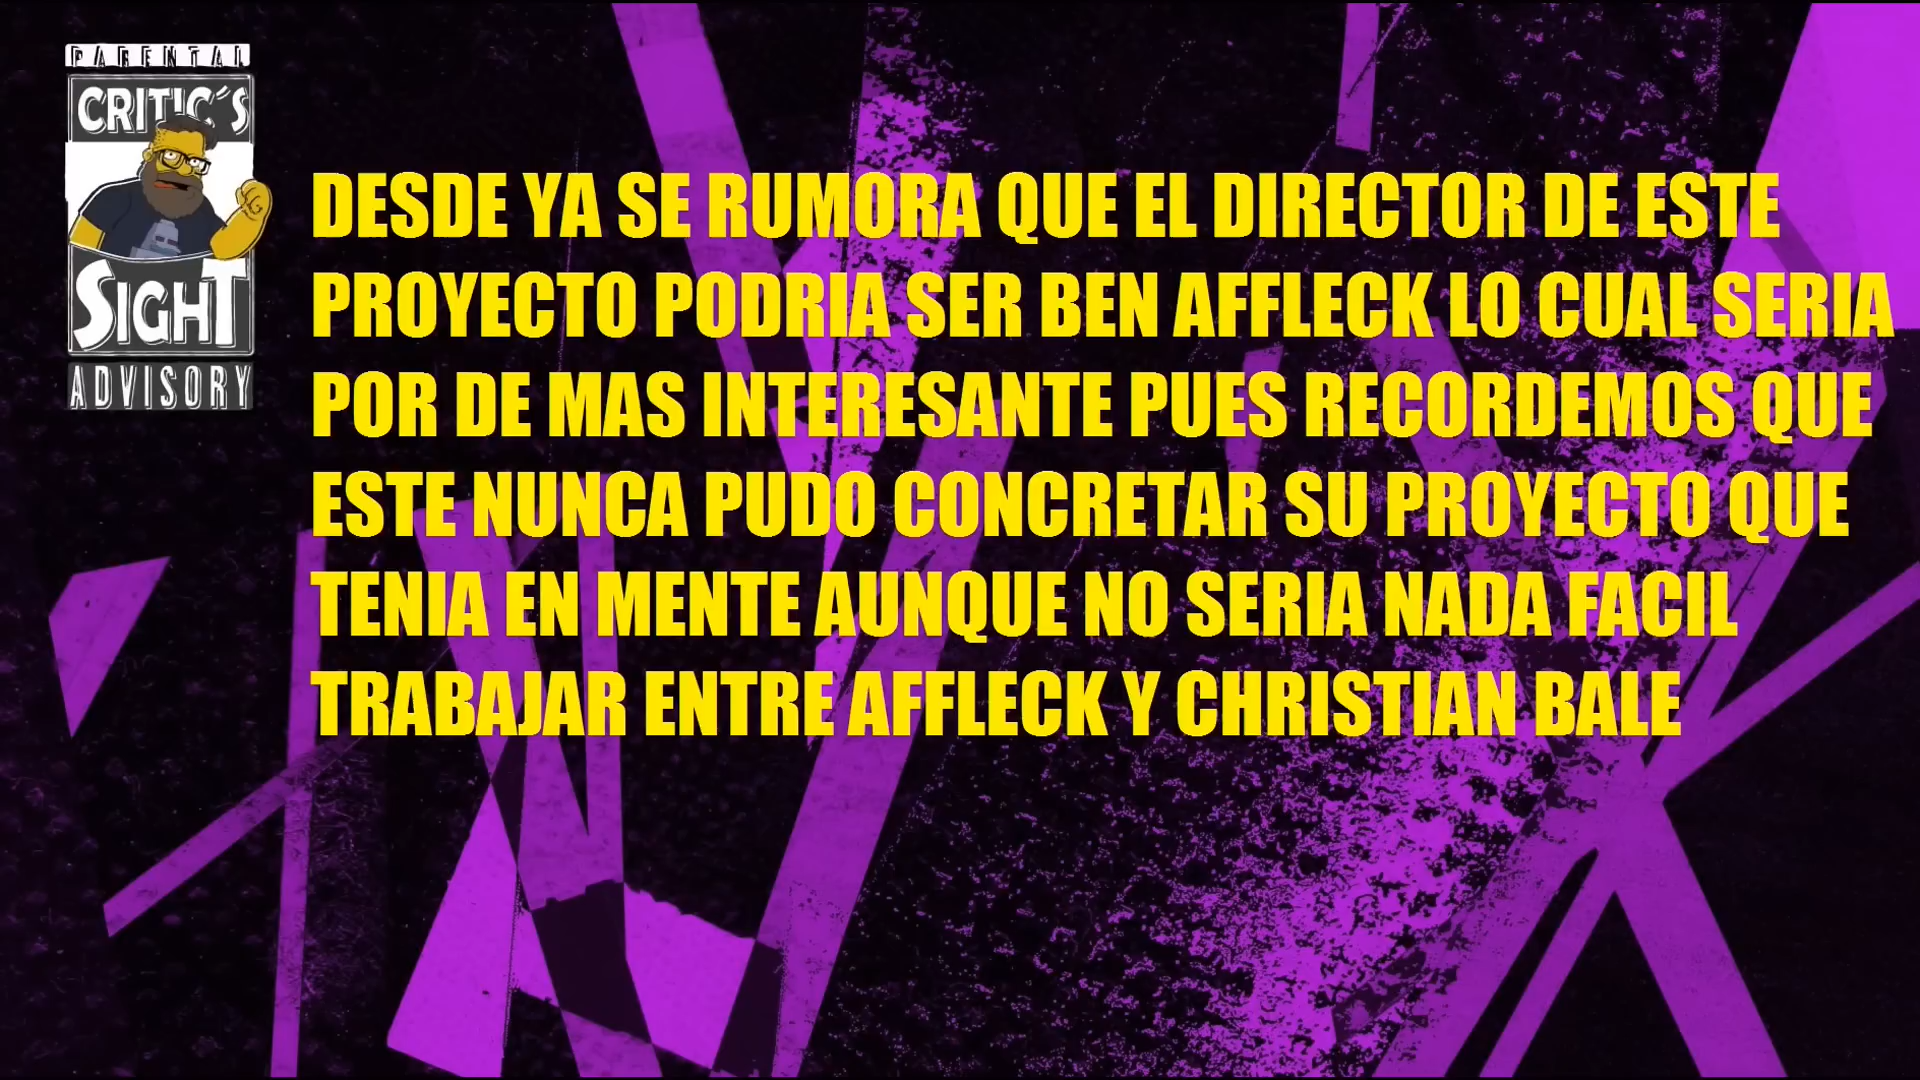 PARENTAL
CRITIC´S
SIGHT
ADVISORY
DESDE YA SE RUMORA QUE EL DIRECTOR DE ESTE
PROYECTO PODRIA SER BEN AFFLECK LO CUAL SERIA
POR DE MAS INTERESANTE PUES RECORDEMOS QUE
ESTE NUNCA PUDO CONCRETAR SU PROYECTO QUE
TENIA EN MENTE AUNQUE NO SERIA NADA FACIL
TRABAJAR ENTRE AFFLECK Y CHRISTIAN BALE